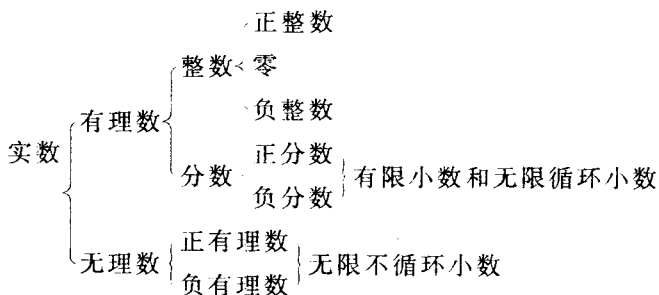 正整数
整数 零
负整数
有理数
实数
正分数
分数 有限小数和无限循环小数
负分数
正有理数
无理数 无限不循环小数
负有理数